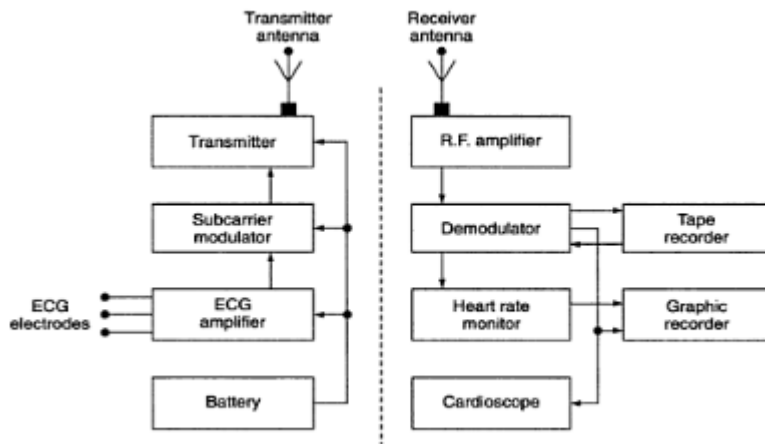 Transmitter
antenna
Receiver
antenna
Transmitter
R.F. amplifier
Subcarrier
modulator
Demodulator
Tape
recorder
ECG
electrodes
ECG
amplifier
Heart rate
monitor
Graphic
recorder
Battery
Cardioscope